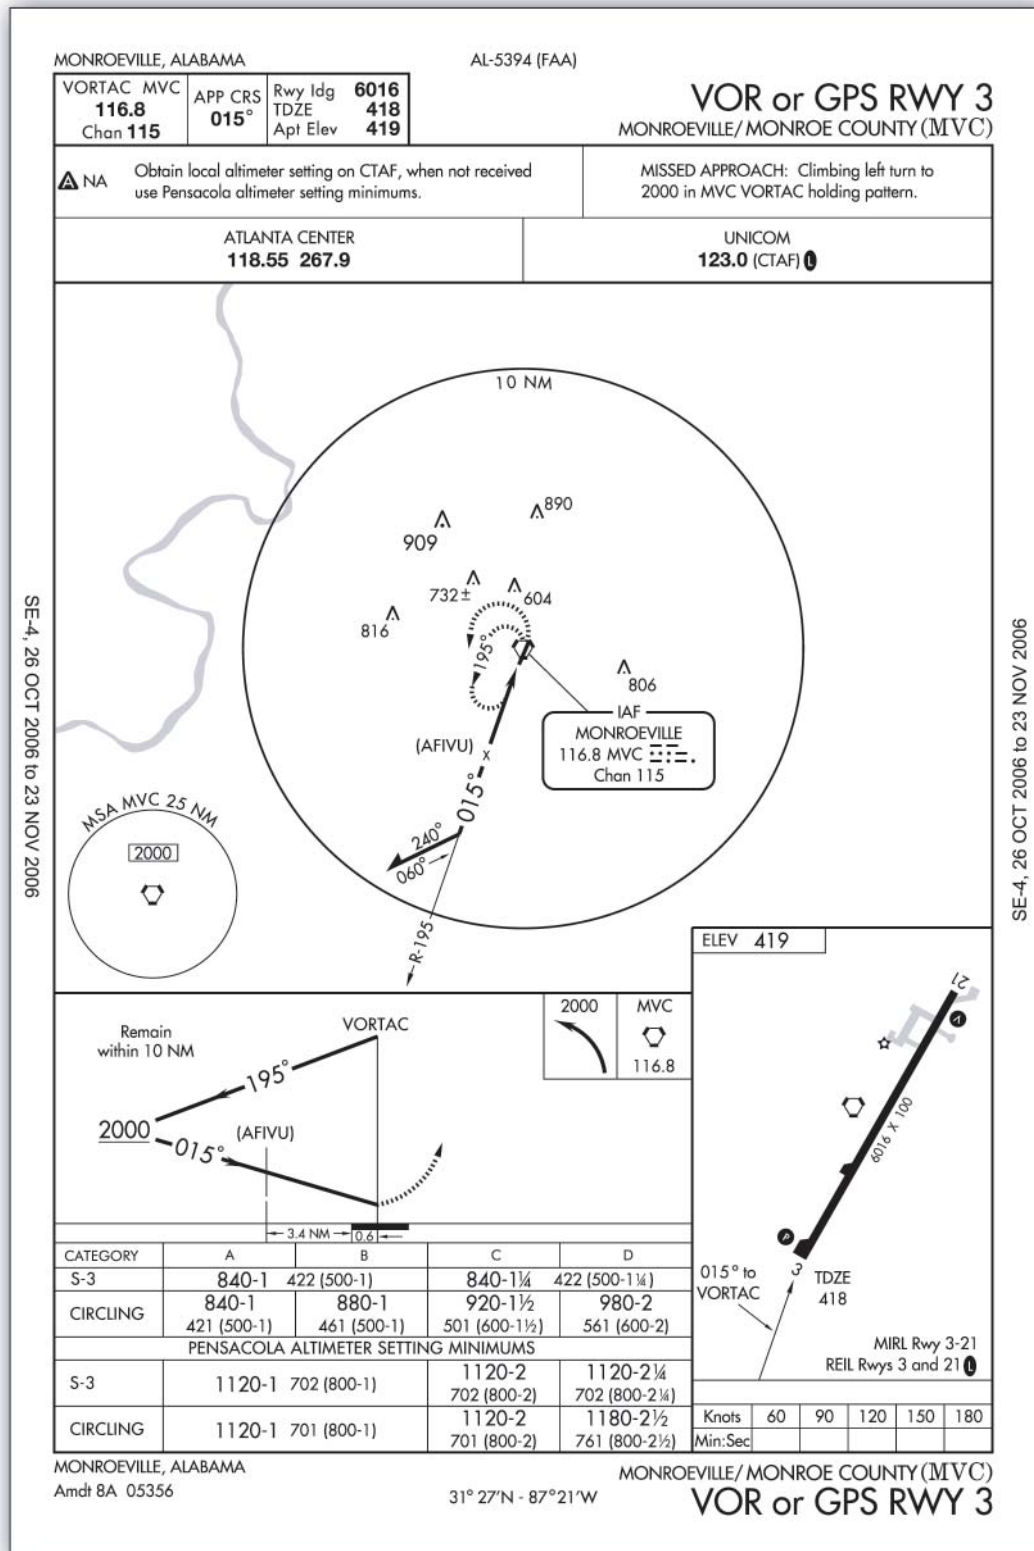 MONROEVILLE, ALABAMA
AL-5394 (FAA)
VORTAC MVC
116.8
Chan 115
APP CRS
015°
Rwy ldg 6016
TDZE 418
Apt Elev 419
VOR or GPS RWY 3
MONROEVILLE/MONROE COUNTY (MVC)
A NA
Obtain local altimeter setting on CTAF, when not received
use Pensacola altimeter setting minimums.
MISSED APPROACH: Climbing left turn to
2000 in MVC VORTAC holding pattern.
ATLANTA CENTER
118.55 267.9
UNICOM
123.0 (CTAF) L
10 NM
890
909
732±
604
816
195°
806
IAF
MONROEVILLE
116.8 MVC
Chan 115
(AFIVU)
X
015°
240°
060°
R-195
MSA MVC 25 NM
2000
SE-4, 26 OCT 2006 to 23 NOV 2006
SE-4, 26 OCT 2006 to 23 NOV 2006
Remain
within 10 NM
VORTAC
195°
2000
015°
(AFIVU)
3.4 NM
0.6
2000
MVC
116.8
ELEV 419
21
V
6016 X 100
P
3
015° to
VORTAC
TDZE
418
MIRL Rwy 3-21
REIL Rwys 3 and 21 L
CATEGORY A B C D
S-3 840-1 422 (500-1) 840-1¼ 422 (500-1¼)
CIRCLING
840-1 880-1 920-1½ 980-2
421 (500-1) 461 (500-1) 501 (600-1½) 561 (600-2)
PENSACOLA ALTIMETER SETTING MINIMUMS
S-3 1120-1 702 (800-1)
1120-2 1120-2¼
702 (800-2) 702 (800-2¼)
CIRCLING 1120-1 701 (800-1)
1120-2 1180-2½
701 (800-2) 761 (800-2½)
Knots 60 90 120 150 180
Min:Sec
MONROEVILLE, ALABAMA
Amdt 8A 05356
31°27'N - 87°21'W
MONROEVILLE/MONROE COUNTY (MVC)
VOR or GPS RWY 3